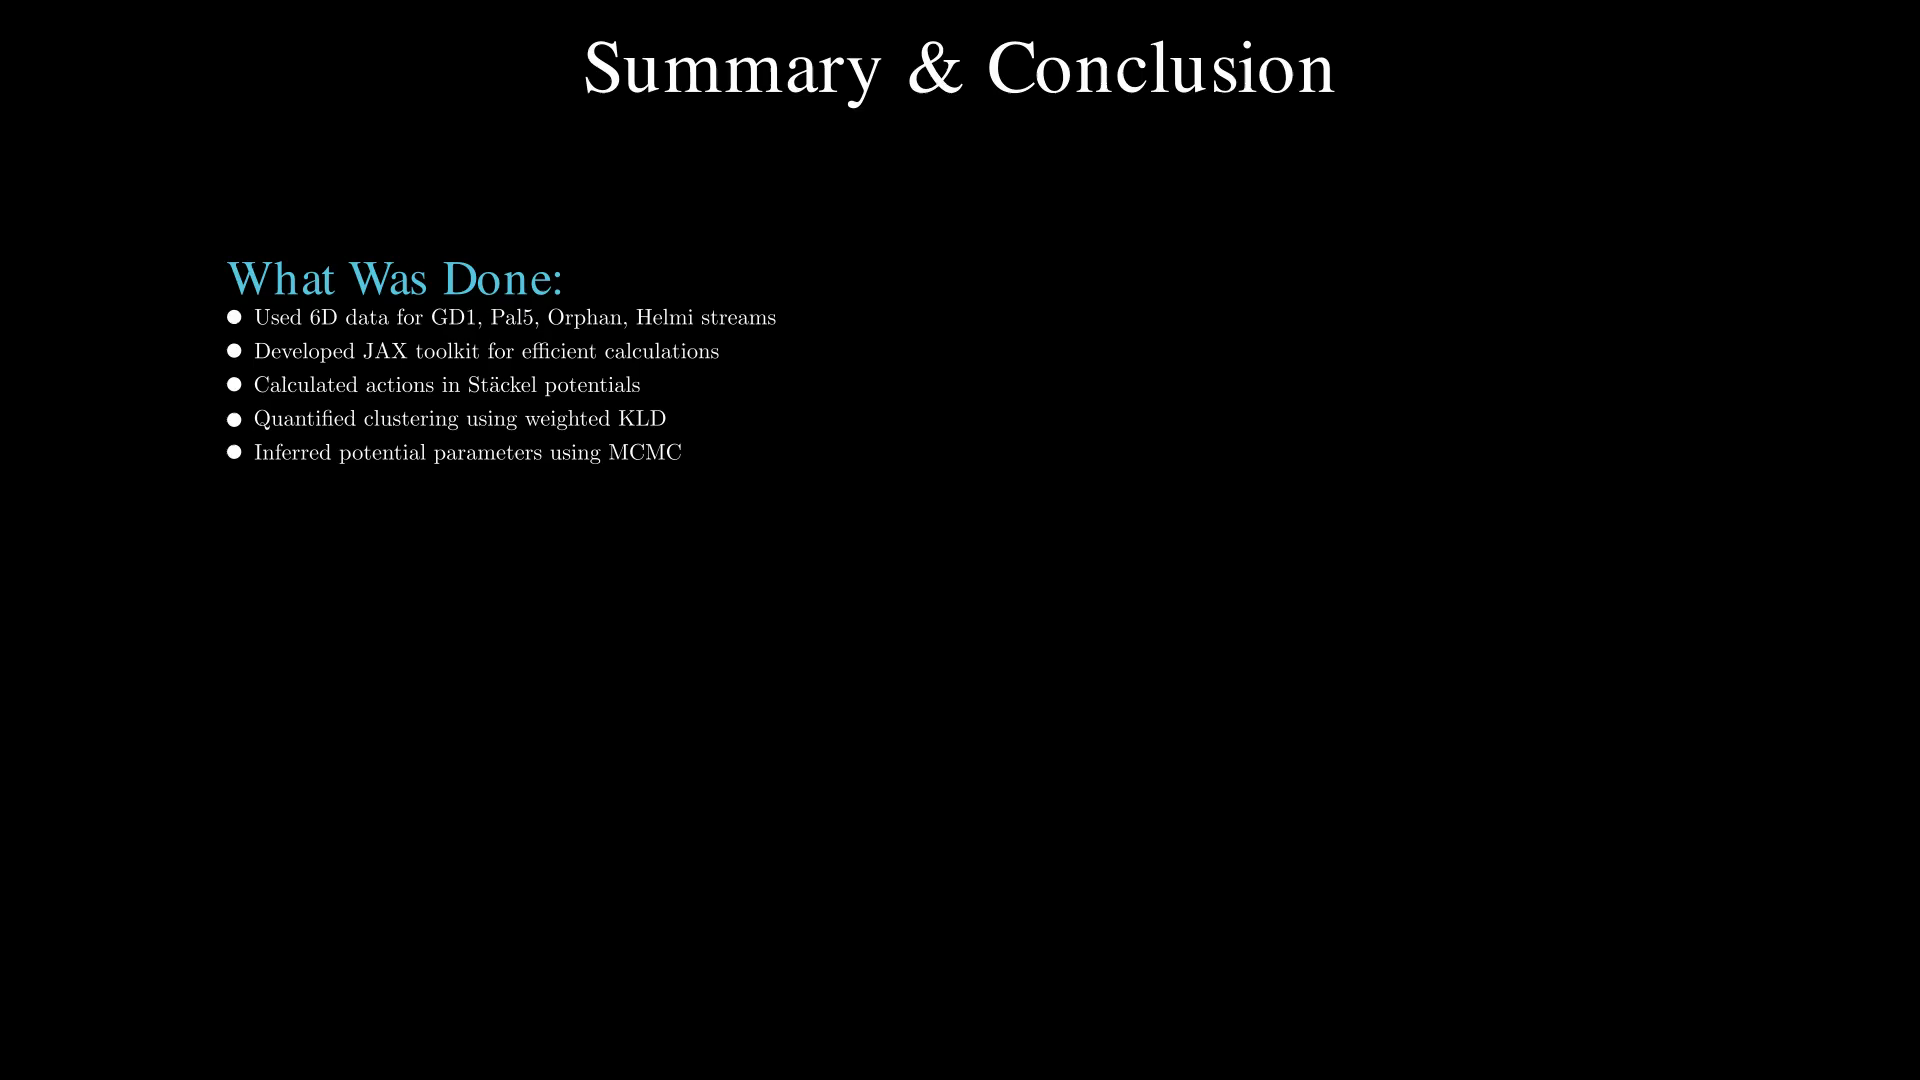 Summary & Conclusion
What Was Done:
● Used 6D data for GD1, Pal5, Orphan, Helmi streams
● Developed JAX toolkit for efficient calculations
● Calculated actions in Stäckel potentials
● Quantified clustering using weighted KLD
● Inferred potential parameters using MCMC